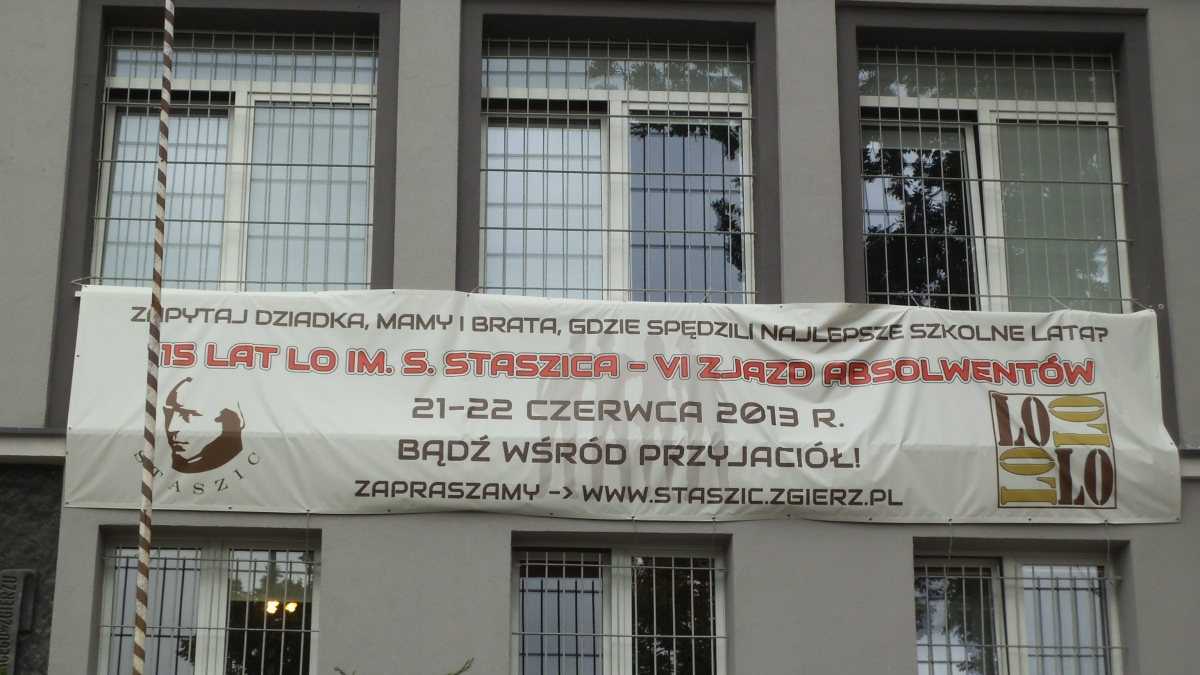 ZAPYTAJ DZIADKA, MAMY I BRATA, GDZIE SPĘDZILI NAJLEPSZE SZKOLNE LATA?
15 LAT LO IM. S. STASZICA - VI ZJAZD ABSOLWENTÓW
21-22 CZERWCA 2013 R.
BĄDŹ WŚRÓD PRZYJACIÓŁ!
ZAPRASZAMY -> WWW.STASZIC.ZGIERZ.PL
STASZIC
LO LO
LO LO